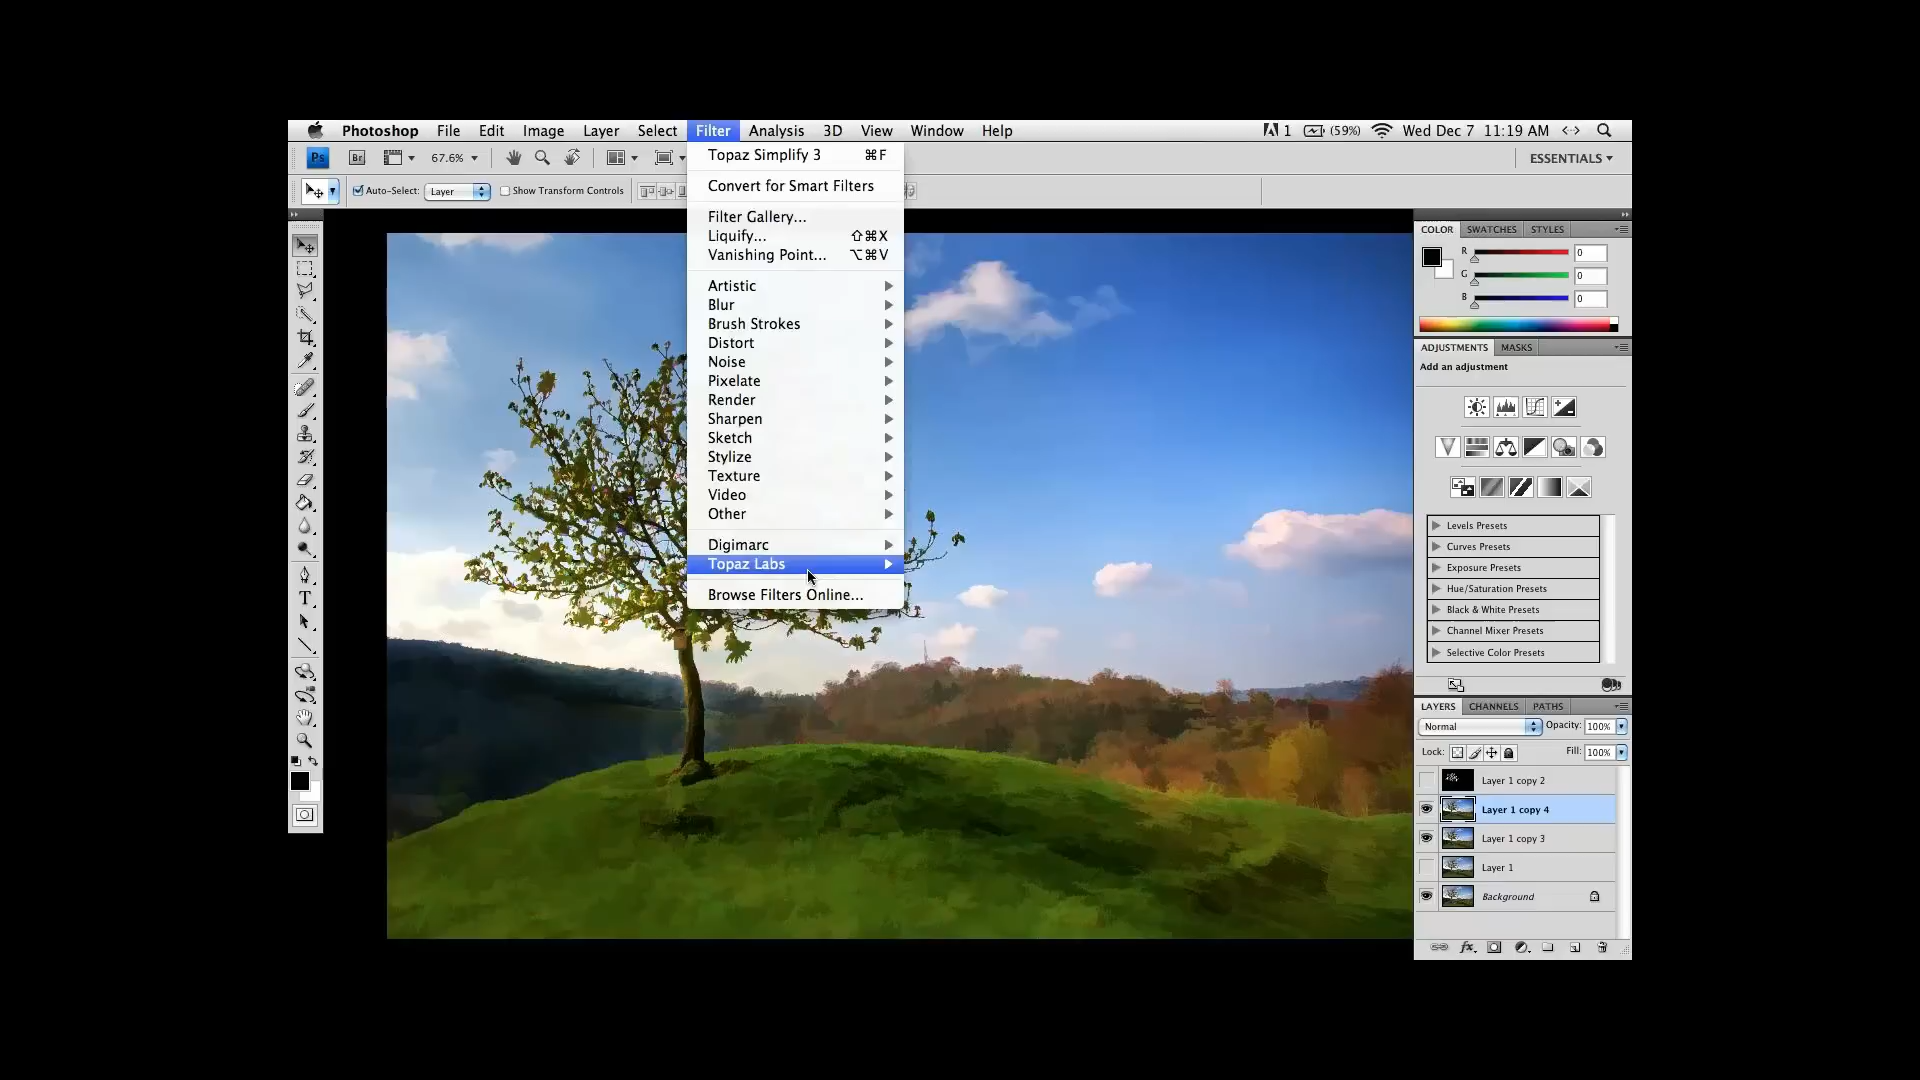 Photoshop File Edit Image Layer Select Filter Analysis 3D View Window Help 1 (59%) Wed Dec 7 11:19 AM
Ps Br 67.6% ESSENTIALS
Auto-Select: Layer Show Transform Controls
Topaz Simplify 3 ⌘F
Convert for Smart Filters
Filter Gallery...
Liquify... ⇧⌘X
Vanishing Point... ⌥⌘V
Artistic
Blur
Brush Strokes
Distort
Noise
Pixelate
Render
Sharpen
Sketch
Stylize
Texture
Video
Other
Digimarc
Topaz Labs
Browse Filters Online...
COLOR SWATCHES STYLES
R 0
G 0
B 0
ADJUSTMENTS MASKS
Add an adjustment
Levels Presets
Curves Presets
Exposure Presets
Hue/Saturation Presets
Black & White Presets
Channel Mixer Presets
Selective Color Presets
LAYERS CHANNELS PATHS
Normal Opacity: 100%
Lock: Fill: 100%
Layer 1 copy 2
Layer 1 copy 4
Layer 1 copy 3
Layer 1
Background
fx